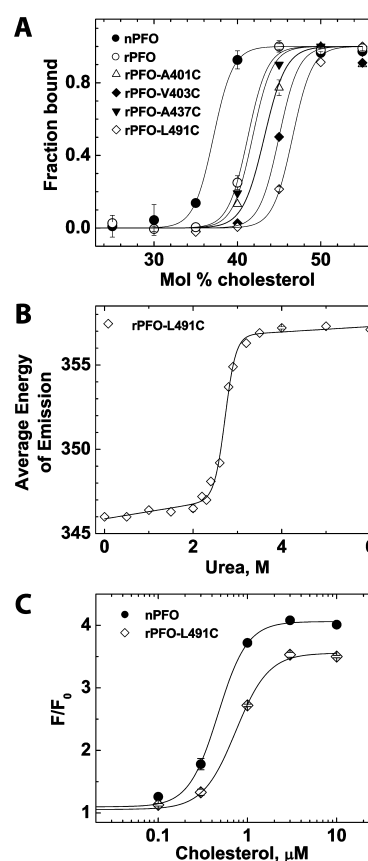 A
nPFO
rPFO
rPFO-A401C
rPFO-V403C
rPFO-A437C
rPFO-L491C
Fraction bound
0.8
0.4
0.0
30 40 50
Mol % cholesterol
B
rPFO-L491C
Average Energy
of Emission
355
350
345
0 2 4 6
Urea, M
C
nPFO
rPFO-L491C
F/F0
4
3
2
1
0.1 1 10
Cholesterol, µM